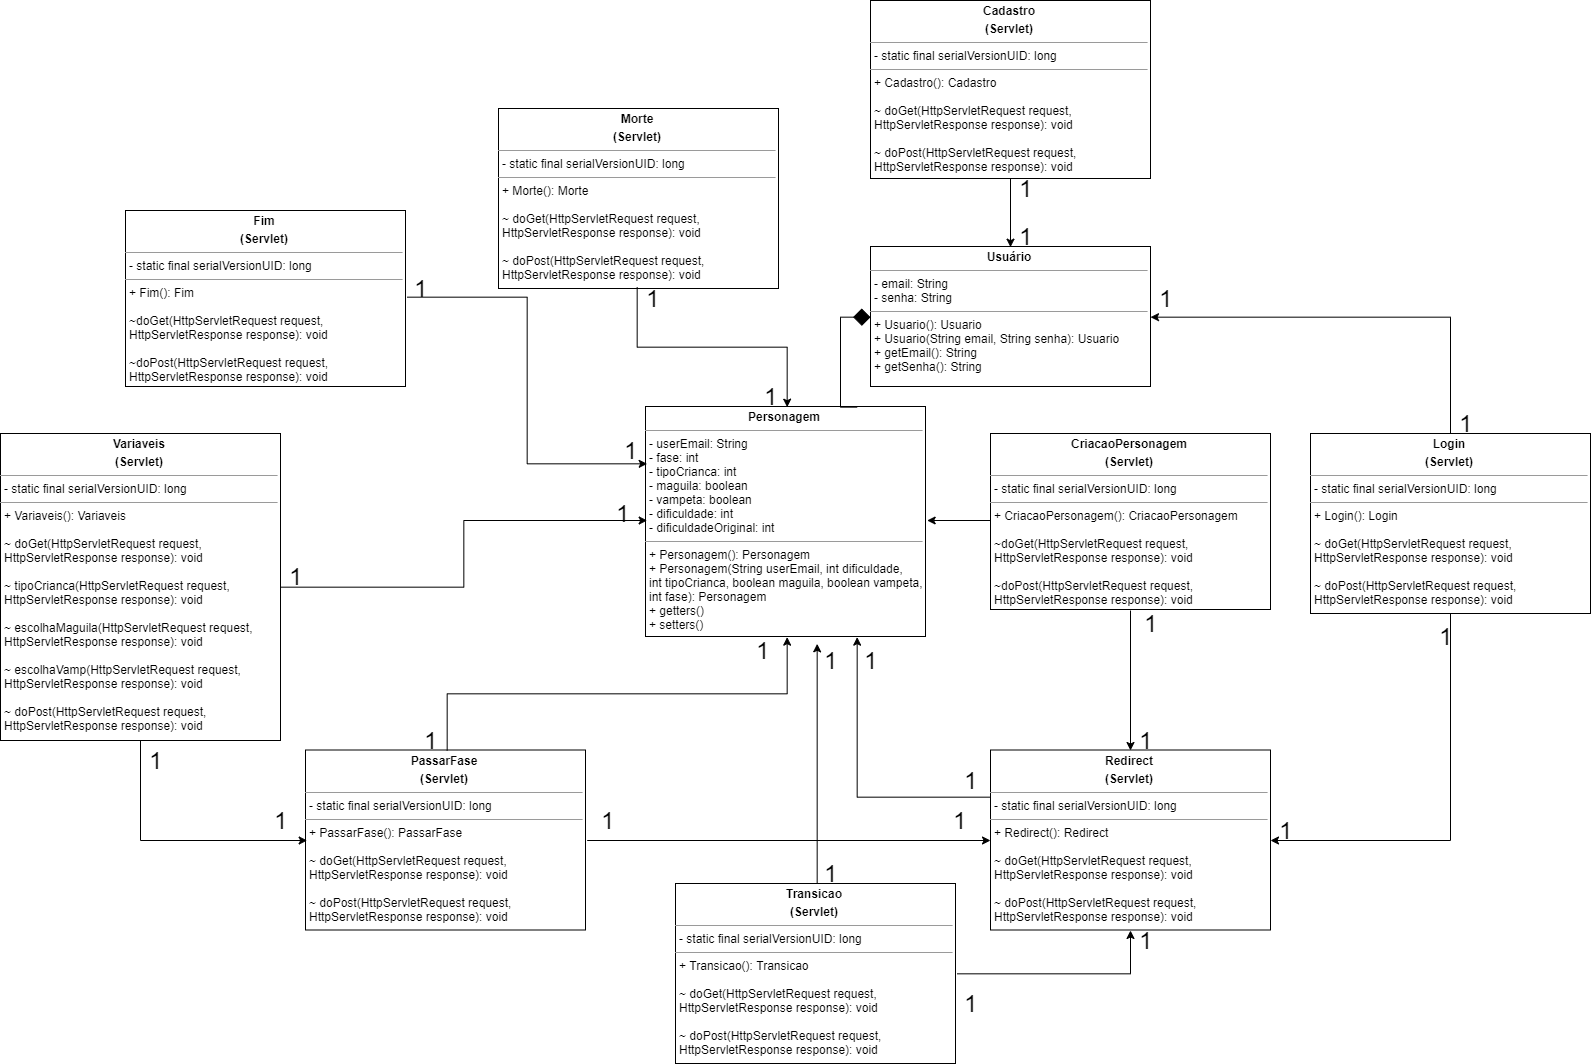 Cadastro
(Servlet)
- static final serialVersionUID: long
+ Cadastro(): Cadastro
~ doGet(HttpServletRequest request,
HttpServletResponse response): void
~ doPost(HttpServletRequest request,
HttpServletResponse response): void
1
1
Morte
(Servlet)
- static final serialVersionUID: long
+ Morte(): Morte
~ doGet(HttpServletRequest request,
HttpServletResponse response): void
~ doPost(HttpServletRequest request,
HttpServletResponse response): void
1
1
Fim
(Servlet)
- static final serialVersionUID: long
+ Fim(): Fim
~doGet(HttpServletRequest request,
HttpServletResponse response): void
~doPost(HttpServletRequest request,
HttpServletResponse response): void
1
1
Usuário
- email: String
- senha: String
+ Usuario(): Usuario
+ Usuario(String email, String senha): Usuario
+ getEmail(): String
+ getSenha(): String
1
1
Variaveis
(Servlet)
- static final serialVersionUID: long
+ Variaveis(): Variaveis
~ doGet(HttpServletRequest request,
HttpServletResponse response): void
~ tipoCrianca(HttpServletRequest request,
HttpServletResponse response): void
~ escolhaMaguila(HttpServletRequest request,
HttpServletResponse response): void
~ escolhaVamp(HttpServletRequest request,
HttpServletResponse response): void
~ doPost(HttpServletRequest request,
HttpServletResponse response): void
1
1
1
1
Personagem
- userEmail: String
- fase: int
- tipoCrianca: int
- maguila: boolean
- vampeta: boolean
- dificuldade: int
- dificuldadeOriginal: int
+ Personagem(): Personagem
+ Personagem(String userEmail, int dificuldade,
int tipoCrianca, boolean maguila, boolean vampeta,
int fase): Personagem
+ getters()
+ setters()
1
1
1
CriacaoPersonagem
(Servlet)
- static final serialVersionUID: long
+ CriacaoPersonagem(): CriacaoPersonagem
~doGet(HttpServletRequest request,
HttpServletResponse response): void
~doPost(HttpServletRequest request,
HttpServletResponse response): void
1
1
Login
(Servlet)
- static final serialVersionUID: long
+ Login(): Login
~ doGet(HttpServletRequest request,
HttpServletResponse response): void
~ doPost(HttpServletRequest request,
HttpServletResponse response): void
1
1
PassarFase
(Servlet)
- static final serialVersionUID: long
+ PassarFase(): PassarFase
~ doGet(HttpServletRequest request,
HttpServletResponse response): void
~ doPost(HttpServletRequest request,
HttpServletResponse response): void
1
1
1
Redirect
(Servlet)
- static final serialVersionUID: long
+ Redirect(): Redirect
~ doGet(HttpServletRequest request,
HttpServletResponse response): void
~ doPost(HttpServletRequest request,
HttpServletResponse response): void
1
1
Transicao
(Servlet)
- static final serialVersionUID: long
+ Transicao(): Transicao
~ doGet(HttpServletRequest request,
HttpServletResponse response): void
~ doPost(HttpServletRequest request,
HttpServletResponse response): void
1
1